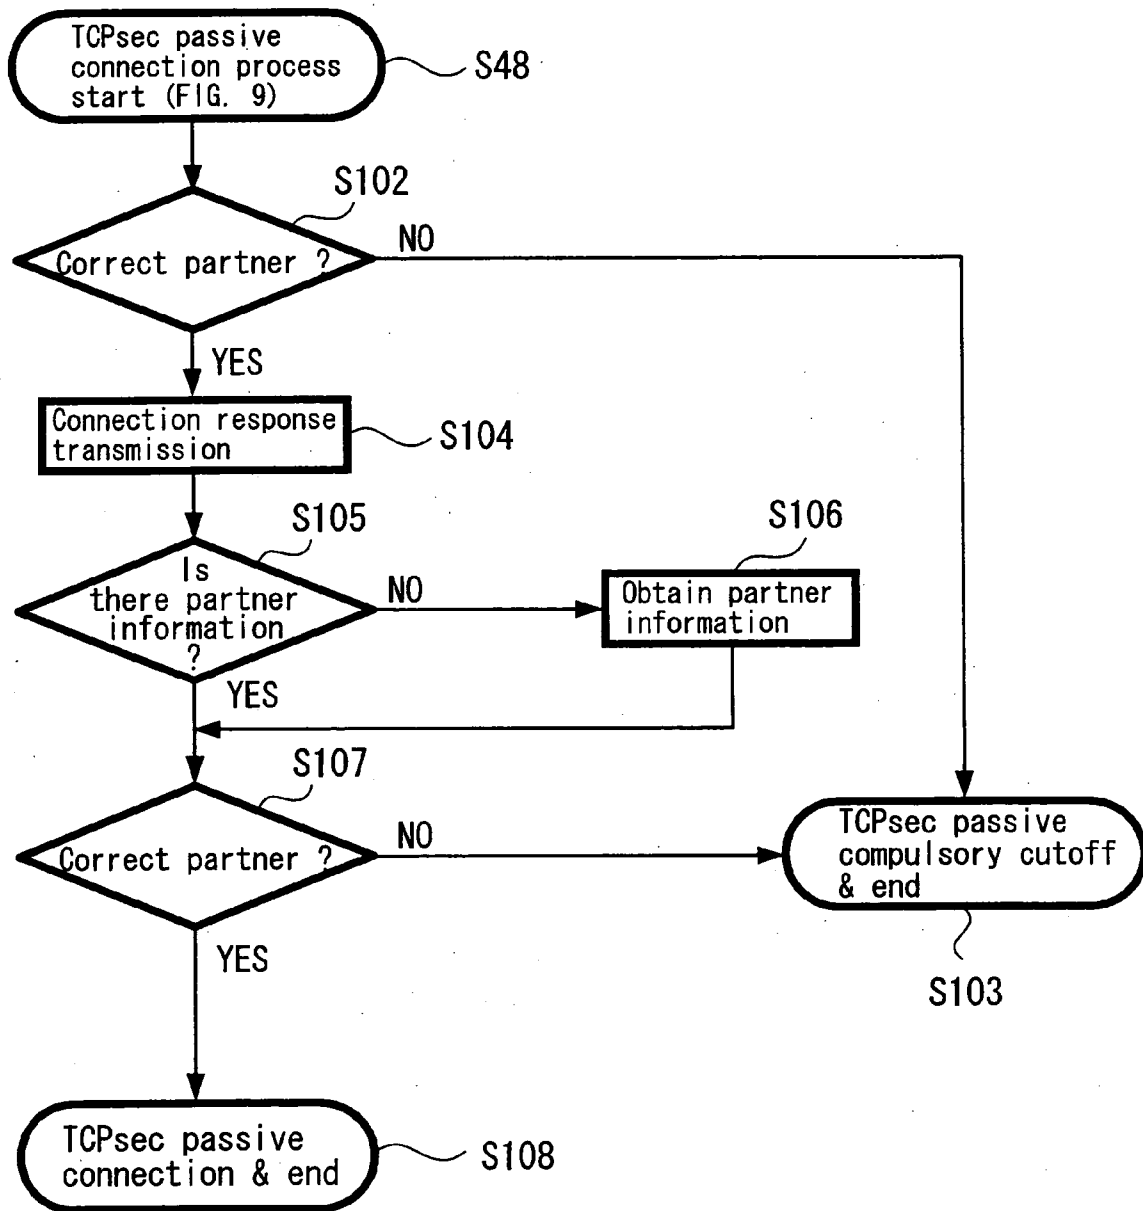 TCPsec passive
connection process
start (FIG. 9)
S48
S102
Correct partner ?
NO
YES
Connection response
transmission
S104
S105
Is
there partner
information
?
NO
YES
S106
Obtain partner
information
S107
Correct partner ?
NO
YES
TCPsec passive
compulsory cutoff
& end
S103
TCPsec passive
connection & end
S108